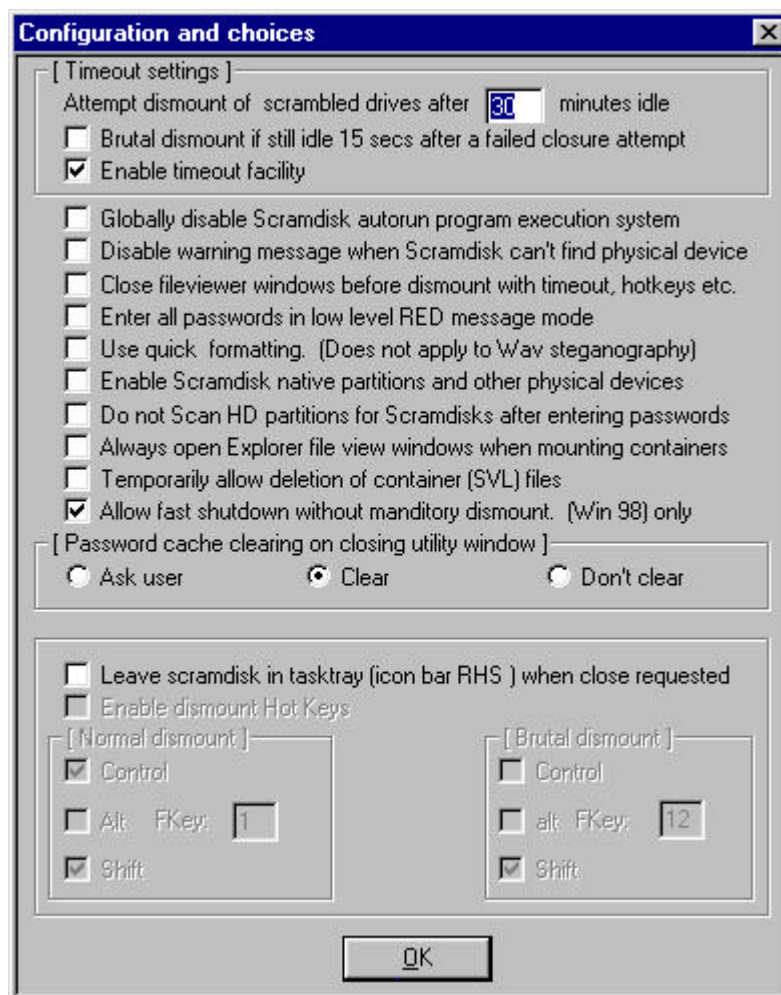 Configuration and choices
[ Timeout settings ]
Attempt dismount of scrambled drives after 30 minutes idle
Brutal dismount if still idle 15 secs after a failed closure attempt
Enable timeout facility
Globally disable Scramdisk autorun program execution system
Disable warning message when Scramdisk can't find physical device
Close fileviewer windows before dismount with timeout, hotkeys etc.
Enter all passwords in low level RED message mode
Use quick formatting. (Does not apply to Wav steganography)
Enable Scramdisk native partitions and other physical devices
Do not Scan HD partitions for Scramdisks after entering passwords
Always open Explorer file view windows when mounting containers
Temporarily allow deletion of container (SVL) files
Allow fast shutdown without manditory dismount. (Win 98) only
[ Password cache clearing on closing utility window ]
Ask user Clear Don't clear
Leave scramdisk in tasktray (icon bar RHS ) when close requested
Enable dismount Hot Keys
[ Normal dismount ]
Control
Alt FKey: 1
Shift
[ Brutal dismount ]
Control
alt FKey: 12
Shift
OK